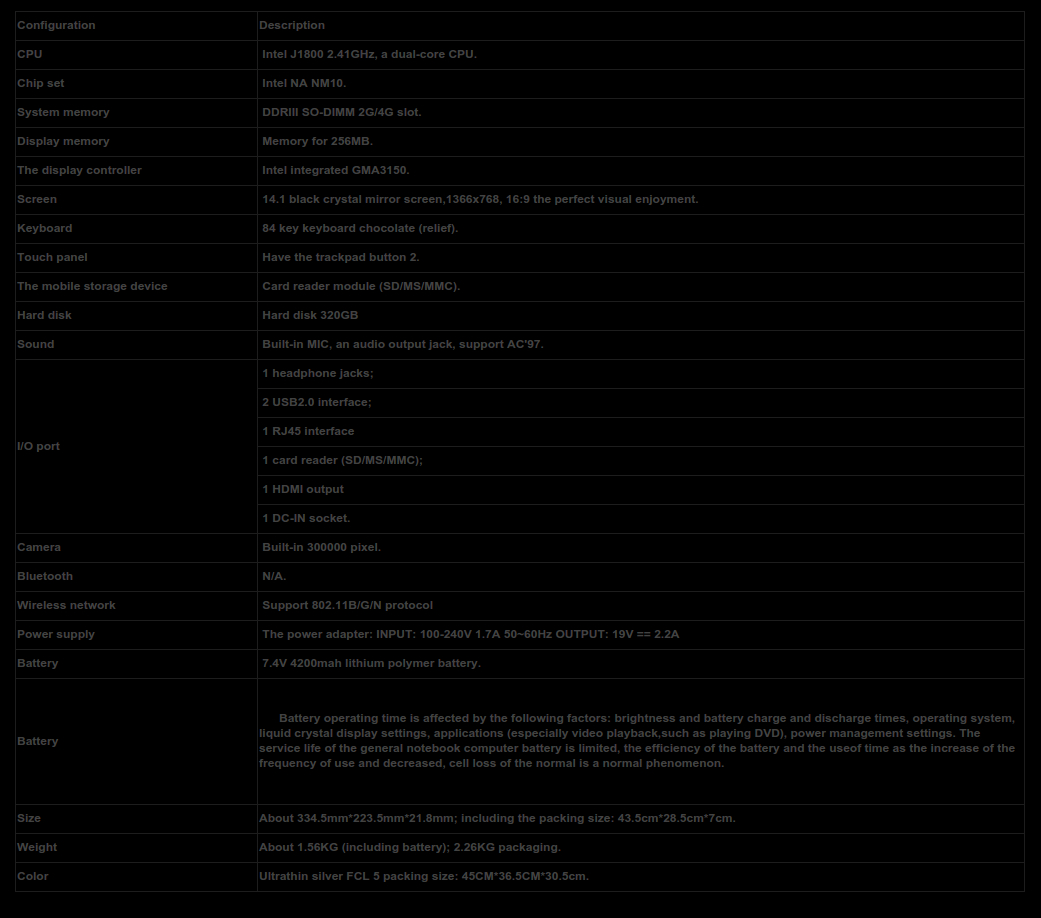 Configuration Description
CPU Intel J1800 2.41GHz, a dual-core CPU.
Chip set Intel NA NM10.
System memory DDRIII SO-DIMM 2G/4G slot.
Display memory Memory for 256MB.
The display controller Intel integrated GMA3150.
Screen 14.1 black crystal mirror screen,1366x768, 16:9 the perfect visual enjoyment.
Keyboard 84 key keyboard chocolate (relief).
Touch panel Have the trackpad button 2.
The mobile storage device Card reader module (SD/MS/MMC).
Hard disk Hard disk 320GB
Sound Built-in MIC, an audio output jack, support AC'97.
I/O port
1 headphone jacks;
2 USB2.0 interface;
1 RJ45 interface
1 card reader (SD/MS/MMC);
1 HDMI output
1 DC-IN socket.
Camera Built-in 300000 pixel.
Bluetooth N/A.
Wireless network Support 802.11B/G/N protocol
Power supply The power adapter: INPUT: 100-240V 1.7A 50~60Hz OUTPUT: 19V == 2.2A
Battery 7.4V 4200mah lithium polymer battery.
Battery
Battery operating time is affected by the following factors: brightness and battery charge and discharge times, operating system,
liquid crystal display settings, applications (especially video playback,such as playing DVD), power management settings. The
service life of the general notebook computer battery is limited, the efficiency of the battery and the useof time as the increase of the
frequency of use and decreased, cell loss of the normal is a normal phenomenon.
Size About 334.5mm*223.5mm*21.8mm; including the packing size: 43.5cm*28.5cm*7cm.
Weight About 1.56KG (including battery); 2.26KG packaging.
Color Ultrathin silver FCL 5 packing size: 45CM*36.5CM*30.5cm.